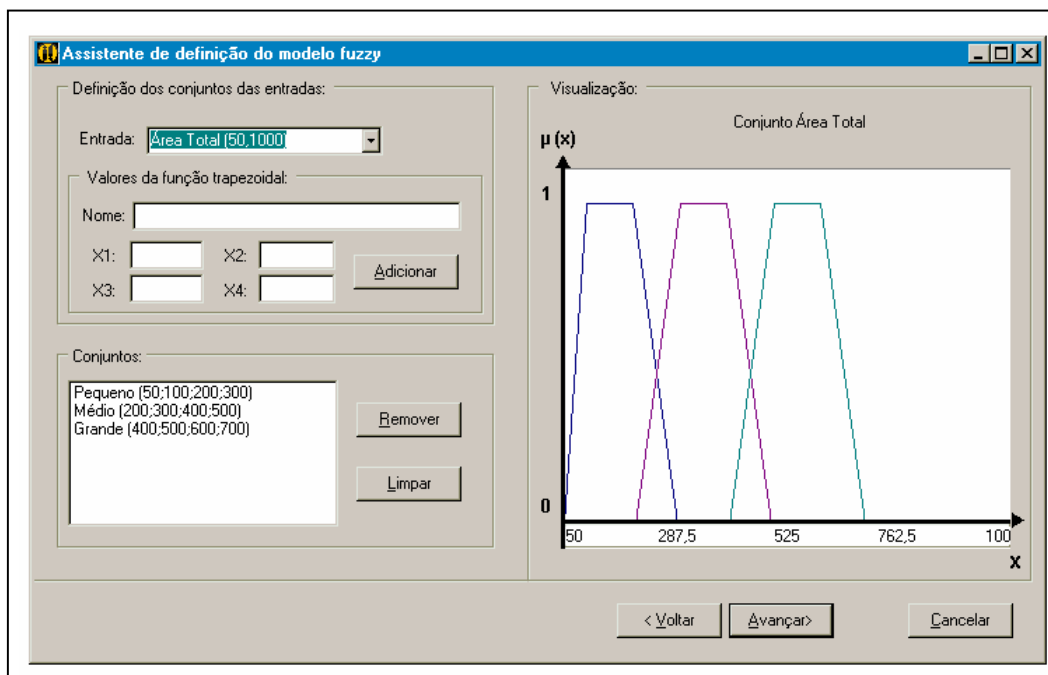 Assistente de definição do modelo fuzzy
Definição dos conjuntos das entradas:
Entrada: Área Total (50,1000)
Valores da função trapezoidal:
Nome:
X1: X2:
X3: X4:
Adicionar
Conjuntos:
Pequeno (50;100;200;300)
Médio (200;300;400;500)
Grande (400;500;600;700)
Remover
Limpar
Visualização:
Conjunto Área Total
μ (x)
1
0
50 287,5 525 762,5 100
x
< Voltar Avançar> Cancelar